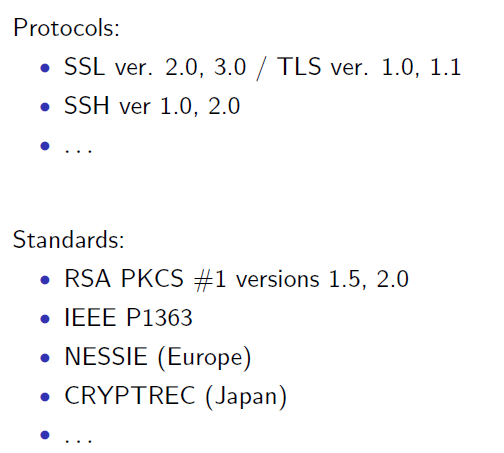 Protocols:
• SSL ver. 2.0, 3.0 / TLS ver. 1.0, 1.1
• SSH ver 1.0, 2.0
• ...
Standards:
• RSA PKCS #1 versions 1.5, 2.0
• IEEE P1363
• NESSIE (Europe)
• CRYPTREC (Japan)
• ...